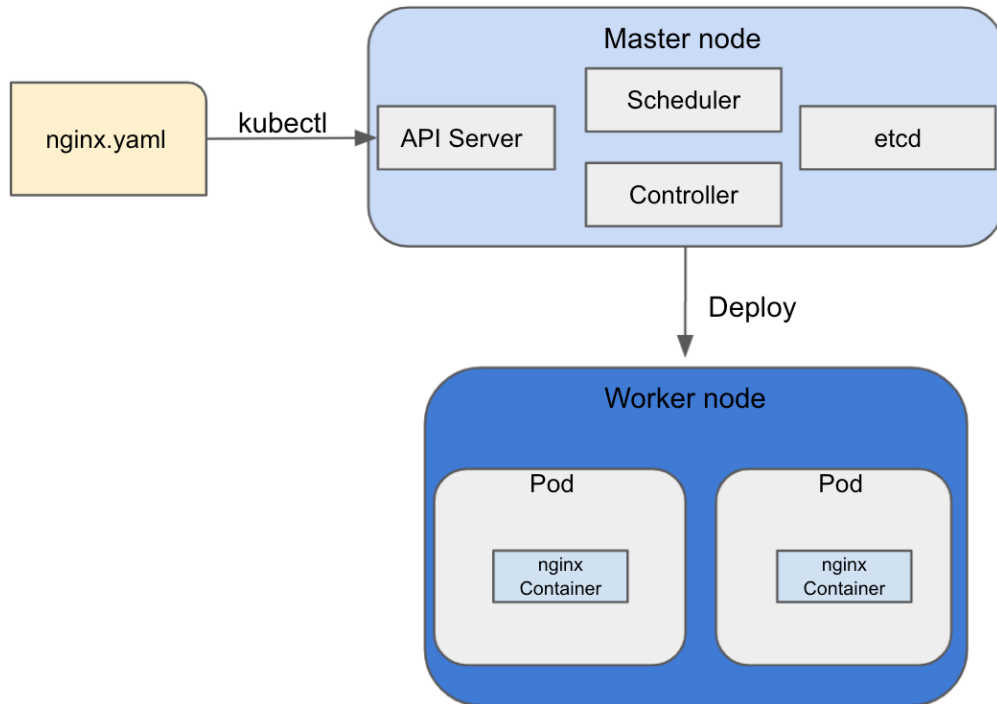 Master node
Scheduler
nginx.yaml
kubectl
API Server
etcd
Controller
Deploy
Worker node
Pod
Pod
nginx
Container
nginx
Container